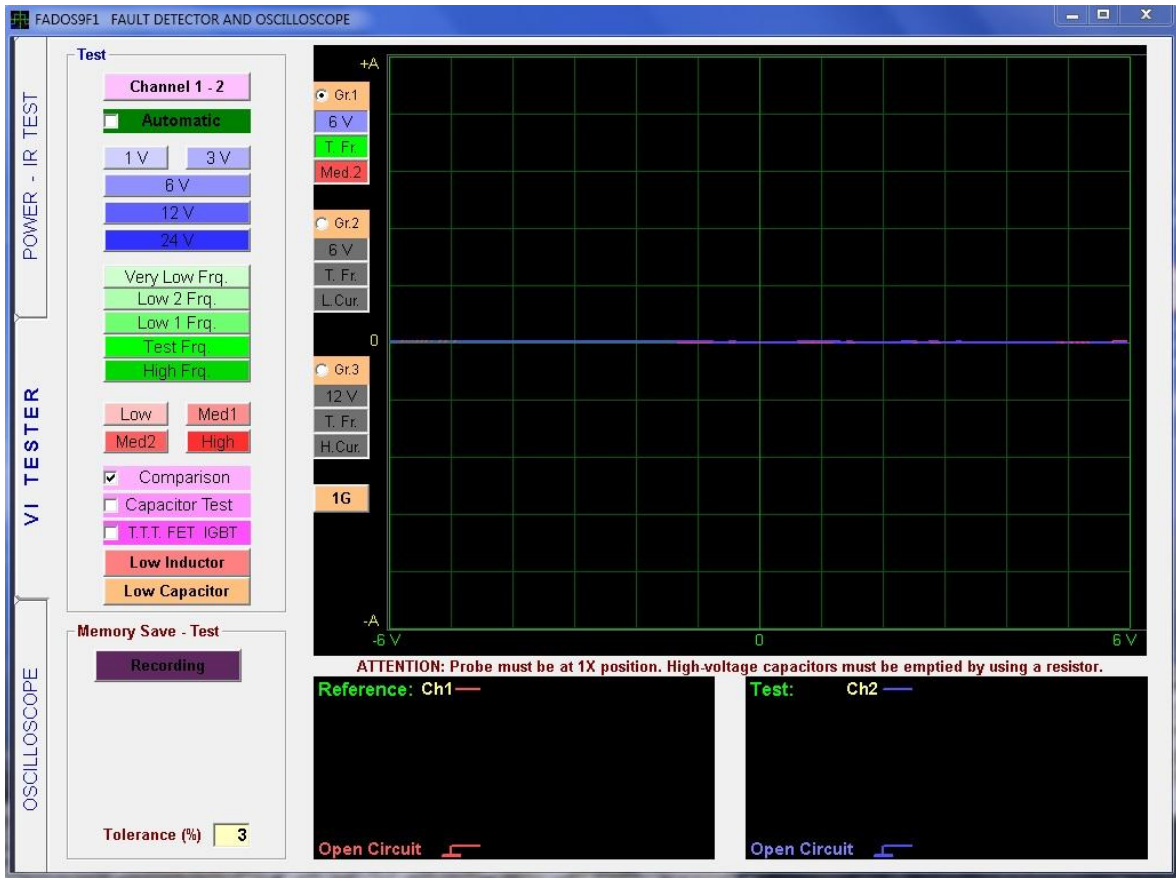 FADOS9F1 FAULT DETECTOR AND OSCILLOSCOPE
POWER - IR TEST
VI TESTER
OSCILLOSCOPE
Test
Channel 1 - 2
Automatic
1 V
3 V
6 V
12 V
24 V
Very Low Frq.
Low 2 Frq.
Low 1 Frq.
Test Frq.
High Frq.
Low
Med1
Med2
High
Comparison
Capacitor Test
T.T.T. FET IGBT
Low Inductor
Low Capacitor
Memory Save - Test
Recording
Tolerance (%) 3
+A
Gr.1
6 V
T. Fr.
Med.2
Gr.2
6 V
T. Fr.
L.Cur.
0
Gr.3
12 V
T. Fr.
H.Cur.
1G
-A
-6 V
0
6 V
ATTENTION: Probe must be at 1X position. High-voltage capacitors must be emptied by using a resistor.
Reference: Ch1
Open Circuit
Test: Ch2
Open Circuit